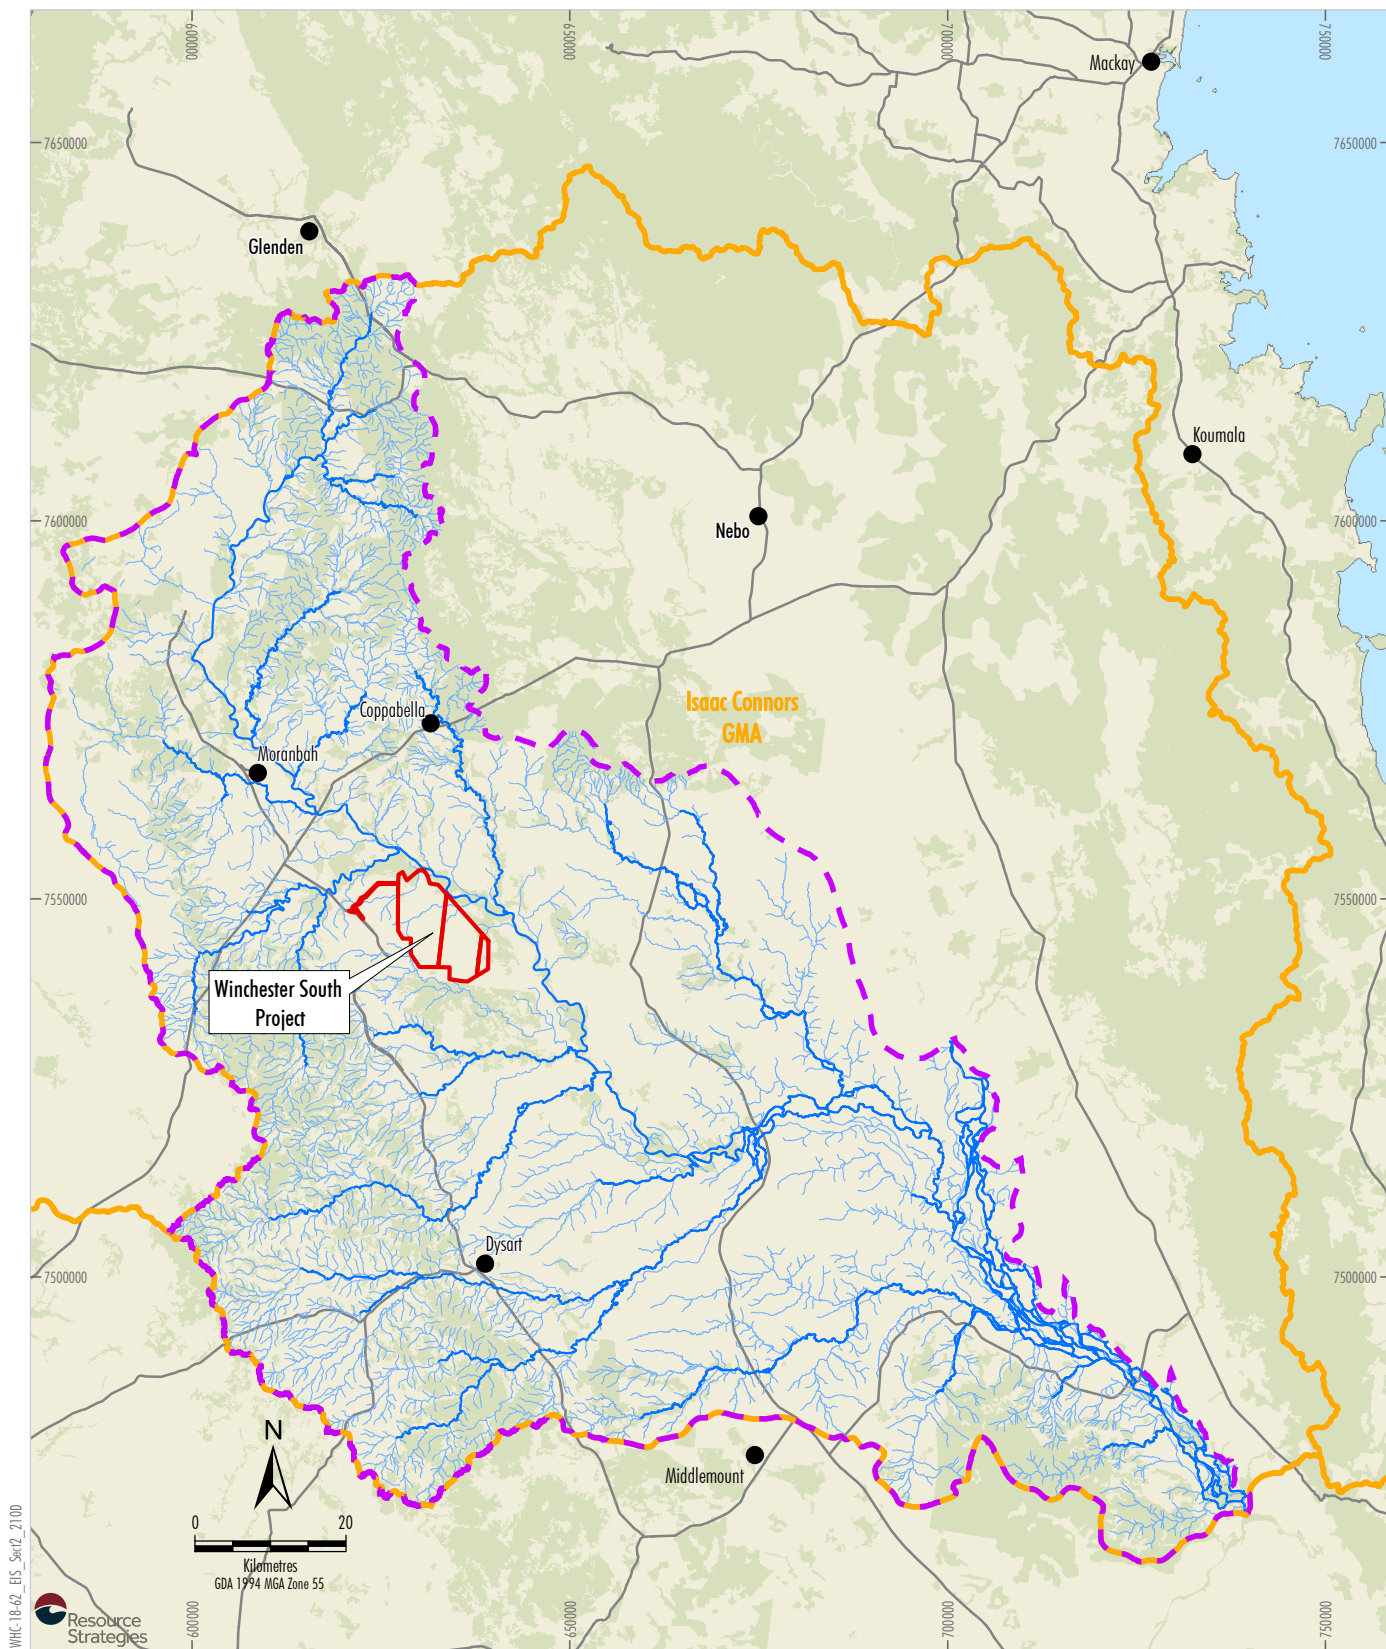 600000
650000
700000
750000
Mackay
7650000
7650000
Glenden
Koumala
7600000
7600000
Nebo
Isaac Connors
GMA
Coppabella
Moranbah
7550000
7550000
Winchester South
Project
Dysart
7500000
7500000
N
Middlemount
0 20
Kilometres
GDA 1994 MGA Zone 55
WHC-18-62_EIS_Sect2_210D
Resource
Strategies
600000
650000
700000
750000